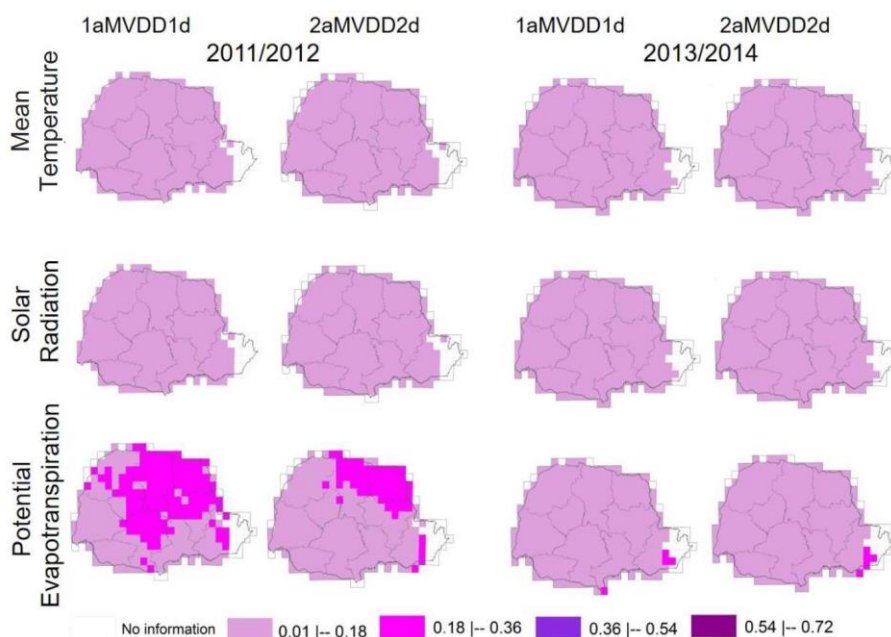 1aMVDD1d 2aMVDD2d 1aMVDD1d 2aMVDD2d
2011/2012 2013/2014
Mean
Temperature
Solar
Radiation
Potential
Evapotranspiration
No information 0.01 |-- 0.18 0.18 |-- 0.36 0.36 |-- 0.54 0.54 |-- 0.72